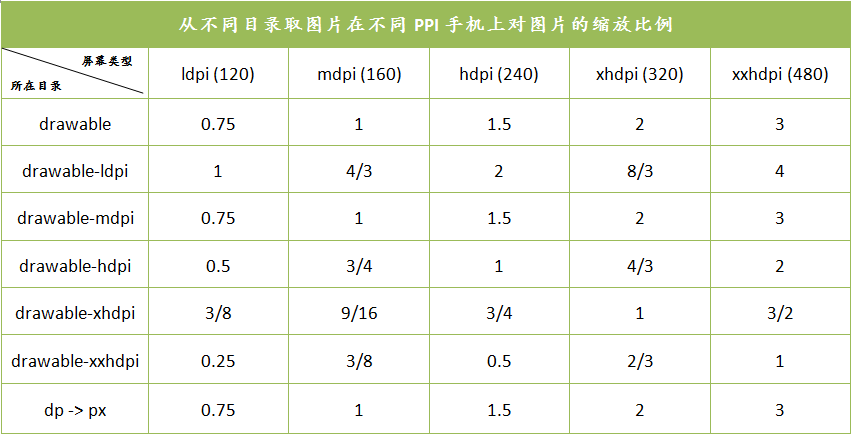 从不同目录取图片在不同 PPI 手机上对图片的缩放比例
屏幕类型
所在目录
ldpi (120) mdpi (160) hdpi (240) xhdpi (320) xxhdpi (480)
drawable 0.75 1 1.5 2 3
drawable-ldpi 1 4/3 2 8/3 4
drawable-mdpi 0.75 1 1.5 2 3
drawable-hdpi 0.5 3/4 1 4/3 2
drawable-xhdpi 3/8 9/16 3/4 1 3/2
drawable-xxhdpi 0.25 3/8 0.5 2/3 1
dp -> px 0.75 1 1.5 2 3